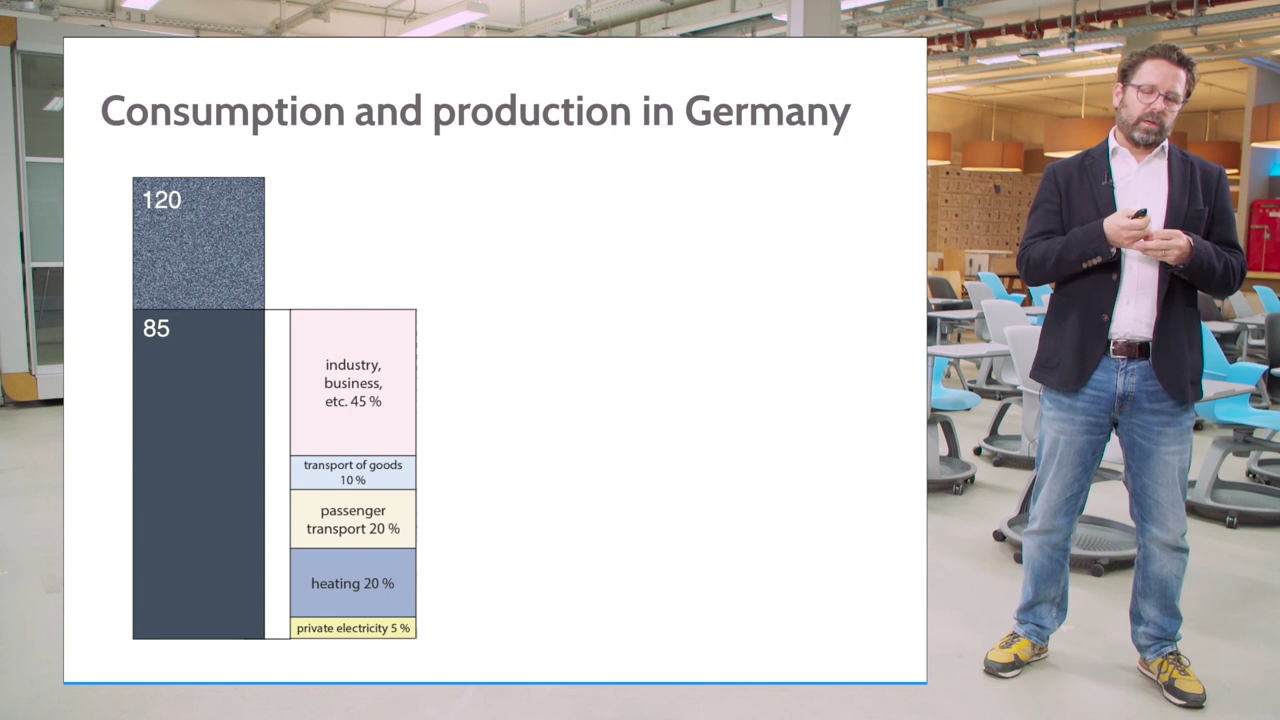 Consumption and production in Germany
120
85
industry,
business,
etc. 45 %
transport of goods
10 %
passenger
transport 20 %
heating 20 %
private electricity 5 %